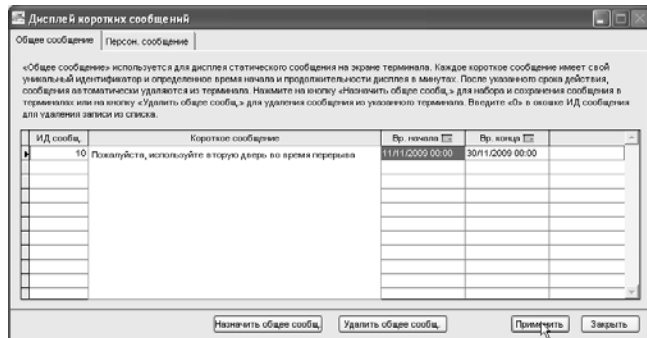 Дисплей коротких сообщений
Общее сообщение Персон. сообщение
«Общее сообщение» используется для дисплея статического сообщения на экране терминала. Каждое короткое сообщение имеет свой
уникальный идентификатор и определенное время начала и продолжительности дисплея в минутах. После указанного срока действия,
сообщения автоматически удаляются из терминала. Нажмите на кнопку «Назначить общее сообщ.» для набора и сохранения сообщения в
терминалах или на кнопку «Удалить общее сообщ.» для удаления сообщения из указанного терминала. Введите «0» в окошке ИД сообщения
для удаления записи из списка.
ИД сообщ. Короткое сообщение Вр. начала Вр. конца
10 Пожалуйста, используйте вторую дверь во время перерыва 11/11/2009 00:00 30/11/2009 00:00
Назначить общее сообщ. Удалить общее сообщ. Применить Закрыть